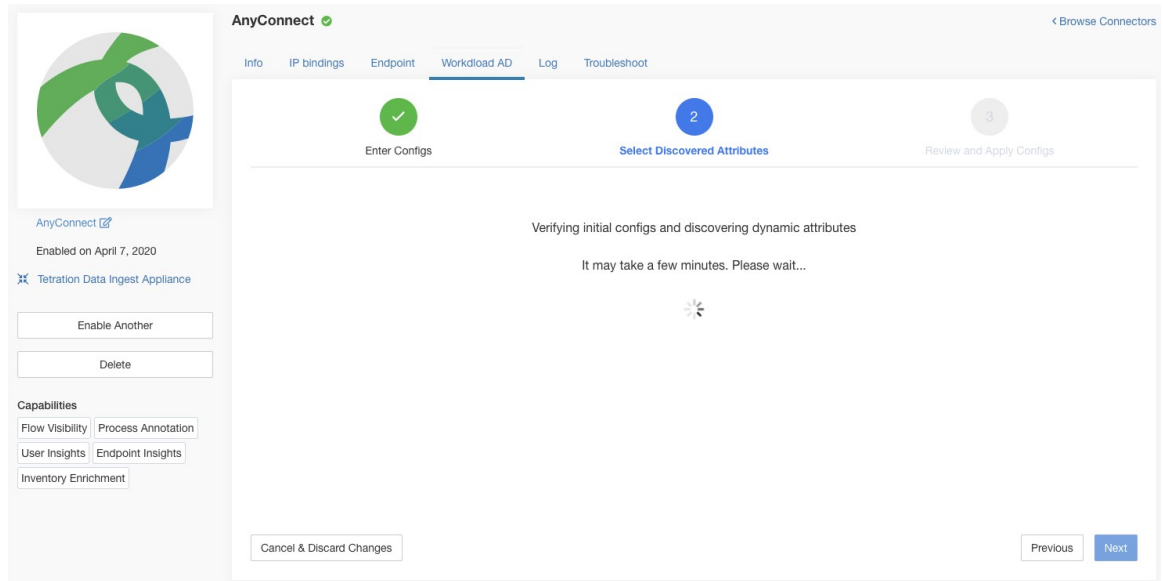 AnyConnect
< Browse Connectors
Info IP bindings Endpoint Workdload AD Log Troubleshoot
2
3
Enter Configs
Select Discovered Attributes
Review and Apply Configs
Verifying initial configs and discovering dynamic attributes
It may take a few minutes. Please wait...
AnyConnect
Enabled on April 7, 2020
Tetration Data Ingest Appliance
Enable Another
Delete
Capabilities
Flow Visibility Process Annotation
User Insights Endpoint Insights
Inventory Enrichment
Cancel & Discard Changes
Previous
Next